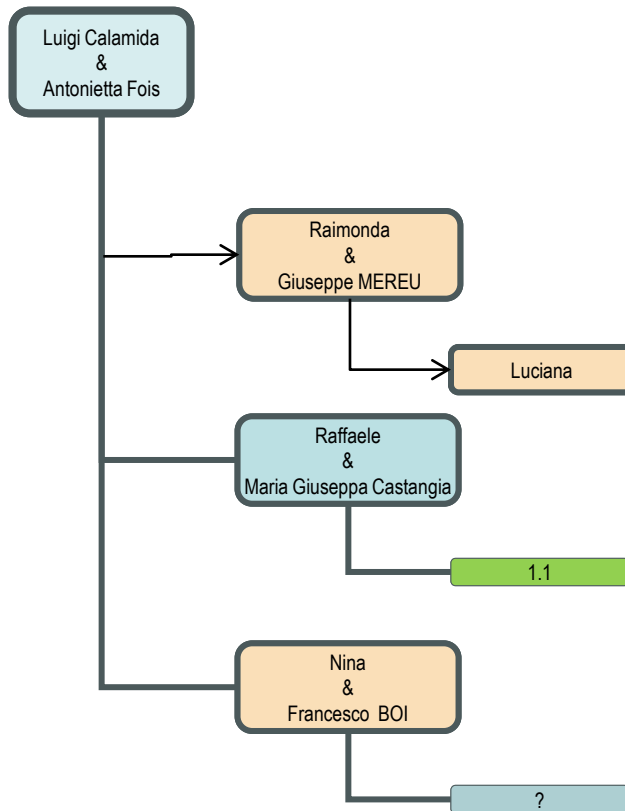 Luigi Calamida
&
Antonietta Fois
Raimonda
&
Giuseppe MEREU
Luciana
Raffaele
&
Maria Giuseppa Castangia
1.1
Nina
&
Francesco BOI
?